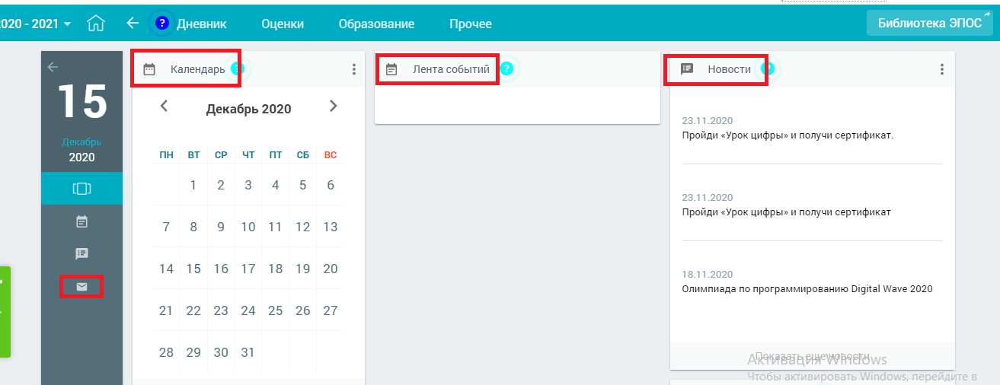 020 - 2021 ? Дневник Оценки Образование Прочее Библиотека ЭПОС
15
Декабрь
2020
Календарь ?
Декабрь 2020
ПН ВТ СР ЧТ ПТ СБ ВС
1 2 3 4 5 6
7 8 9 10 11 12 13
14 15 16 17 18 19 20
21 22 23 24 25 26 27
28 29 30 31
Лента событий ?
Новости ?
23.11.2020
Пройди «Урок цифры» и получи сертификат.
23.11.2020
Пройди «Урок цифры» и получи сертификат
18.11.2020
Олимпиада по программированию Digital Wave 2020
Показать еще новости
Активация Windows
Чтобы активировать Windows, перейдите в